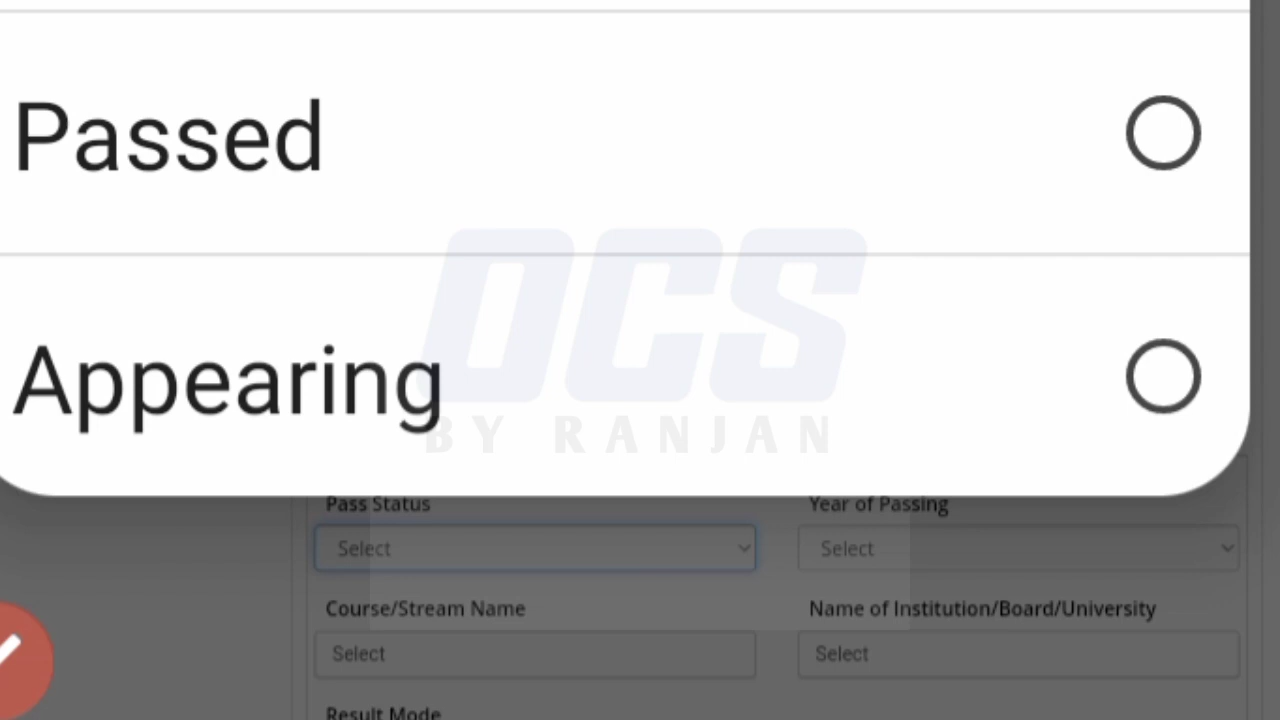 Passed
OCS
Appearing
BY RANJAN
Pass Status
Year of Passing
Select
Select
Course/Stream Name
Name of Institution/Board/University
Select
Select
Result Mode